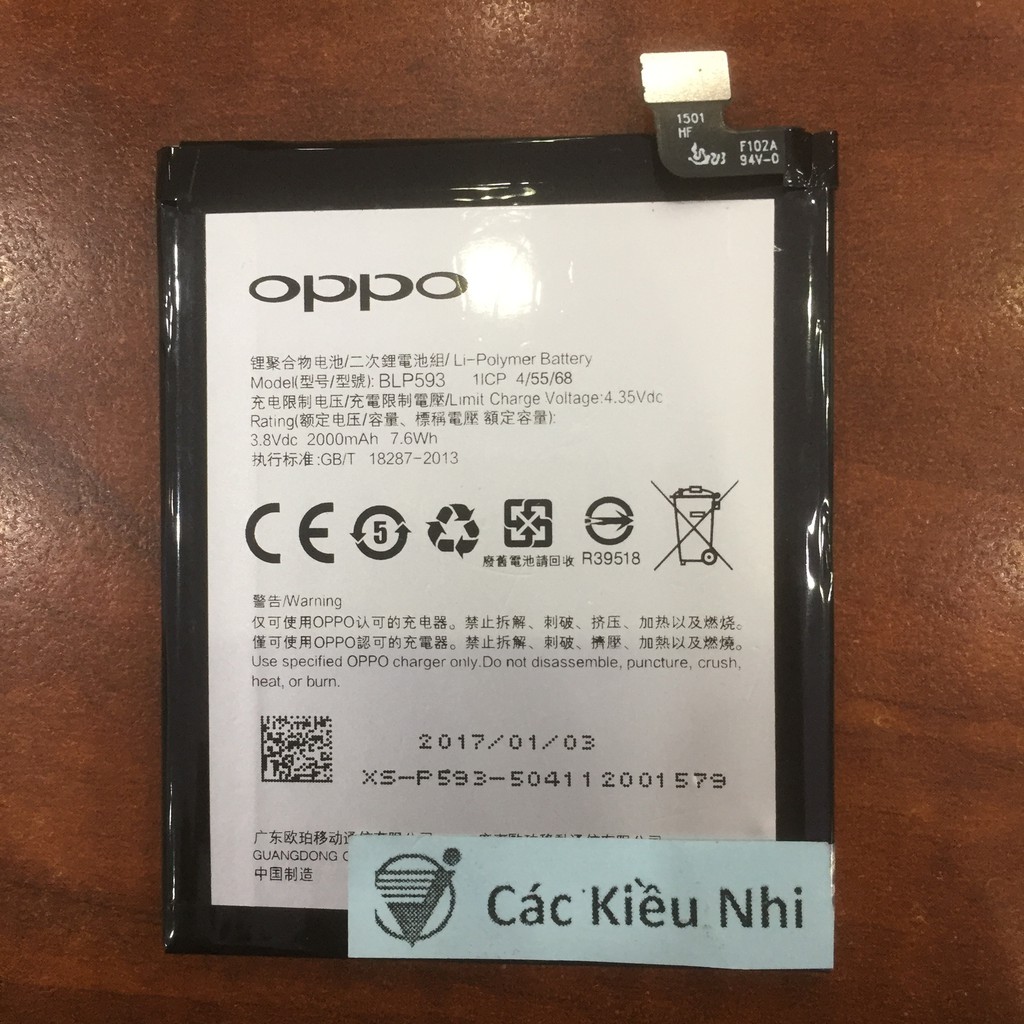 1501
HF
F102A
94V-0
oppo
锂聚合物电池/二次鋰電池組/ Li-Polymer Battery
Model(型号/型號): BLP593 1ICP 4/55/68
充电限制电压/充電限制電壓/Limit Charge Voltage:4.35Vdc
Rating(额定电压/容量、標稱電壓 額定容量):
3.8Vdc 2000mAh 7.6Wh
执行标准:GB/T 18287-2013
CE 5
廢舊電池請回收 R39518
警告/Warning
仅可使用OPPO认可的充电器。禁止拆解、刺破、挤压、加热以及燃烧。
僅可使用OPPO認可的充電器。禁止拆解、刺破、擠壓、加熱以及燃燒。
Use specified OPPO charger only.Do not disassemble, puncture, crush,
heat, or burn.
2017/01/03
XS-P593-504112001579
广东欧珀移动通信有限公司
GUANGDONG
中国制造
Các Kiều Nhi